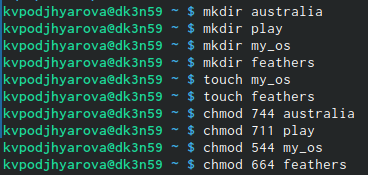 kvpodjhyarova@dk3n59 ~ $ mkdir australia
kvpodjhyarova@dk3n59 ~ $ mkdir play
kvpodjhyarova@dk3n59 ~ $ mkdir my_os
kvpodjhyarova@dk3n59 ~ $ mkdir feathers
kvpodjhyarova@dk3n59 ~ $ touch my_os
kvpodjhyarova@dk3n59 ~ $ touch feathers
kvpodjhyarova@dk3n59 ~ $ chmod 744 australia
kvpodjhyarova@dk3n59 ~ $ chmod 711 play
kvpodjhyarova@dk3n59 ~ $ chmod 544 my_os
kvpodjhyarova@dk3n59 ~ $ chmod 664 feathers